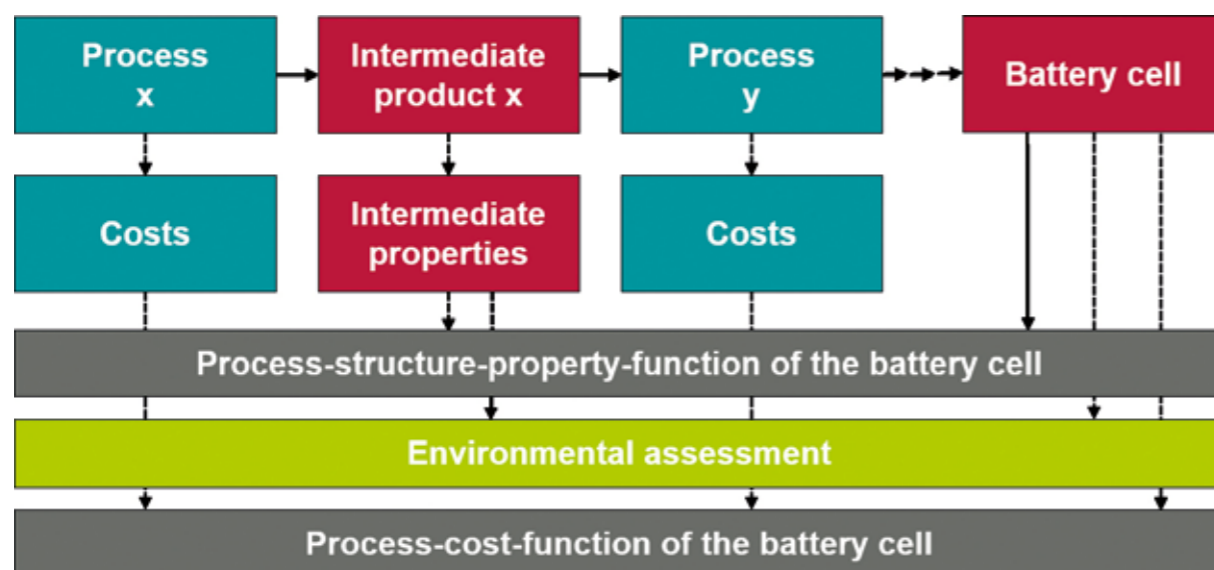 Process
x
Intermediate
product x
Process
y
Battery cell
Costs
Intermediate
properties
Costs
Process-structure-property-function of the battery cell
Environmental assessment
Process-cost-function of the battery cell